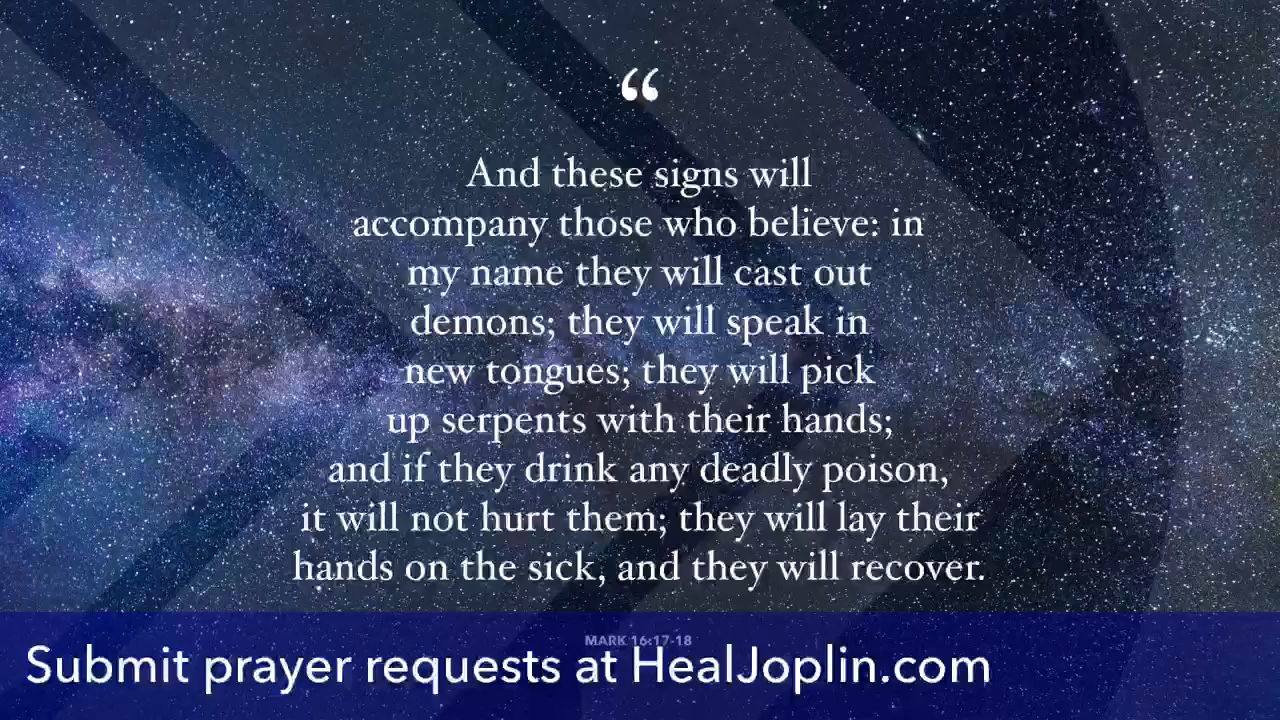 “
And these signs will
accompany those who believe: in
my name they will cast out
demons; they will speak in
new tongues; they will pick
up serpents with their hands;
and if they drink any deadly poison,
it will not hurt them; they will lay their
hands on the sick, and they will recover.
MARK 16:17-18
Submit prayer requests at HealJoplin.com